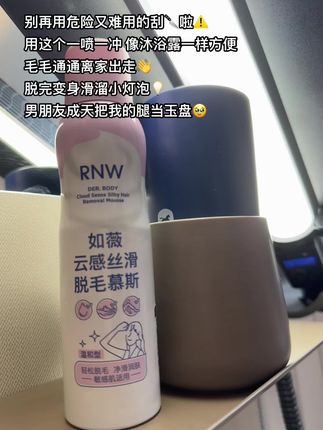 别再用危险又难用的刮丶啦⚠️
用这个一喷一冲 像沐浴露一样方便
毛毛通通离家出走👋
脱完变身滑溜小灯泡💡
男朋友成天把我的腿当玉盘🥹
RNW
DER. BODY
Cloud Sense Silky Hair
Removal Mousse
如薇
云感丝滑
脱毛慕斯
温和型
轻松脱毛 净滑润肤
敏感肌适用